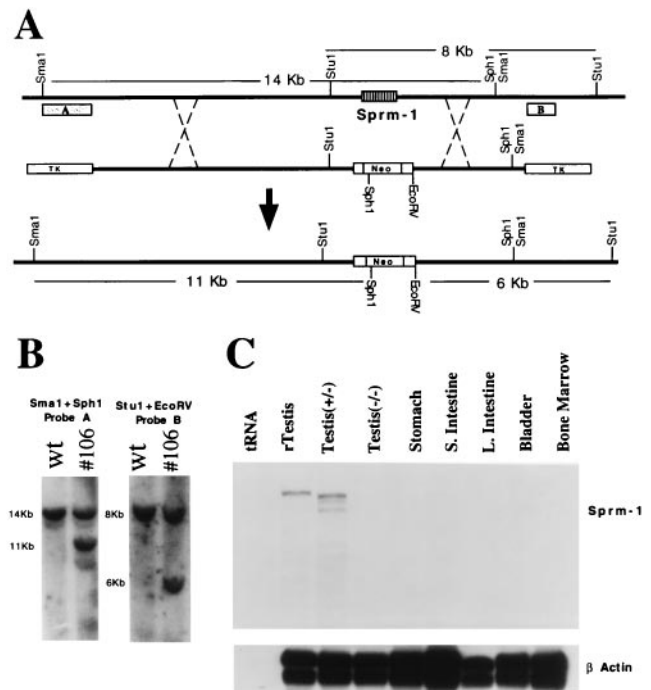 A
8 Kb
Sma1
14 Kb
Stu1
Sph1
Sma1
Stu1
A
Sprm-1
B
Stu1
Sph1
Sma1
TK
Neo
TK
Sph1
EcoRV
Sma1
Stu1
Sph1
Sma1
Stu1
Neo
11 Kb
Sph1
EcoRV
6 Kb
B
Sma1+Sph1
Probe A
Stu1+EcoRV
Probe B
wt
#106
wt
#106
14Kb
11Kb
8Kb
6Kb
C
tRNA
rTestis
Testis(+/-)
Testis(-/-)
Stomach
S. Intestine
L. Intestine
Bladder
Bone Marrow
Sprm-1
β Actin